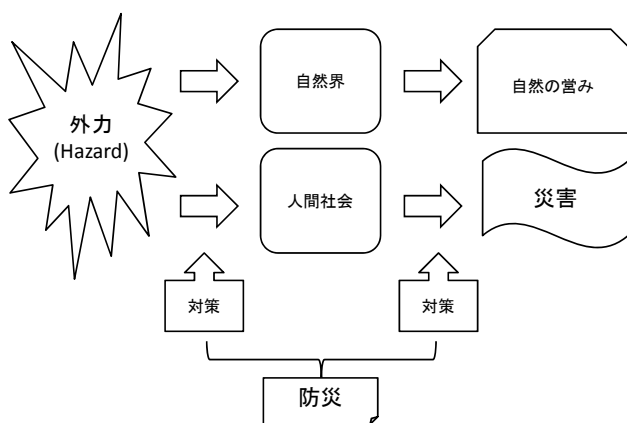 外力
(Hazard)
自然界
自然の営み
人間社会
災害
対策
対策
防災